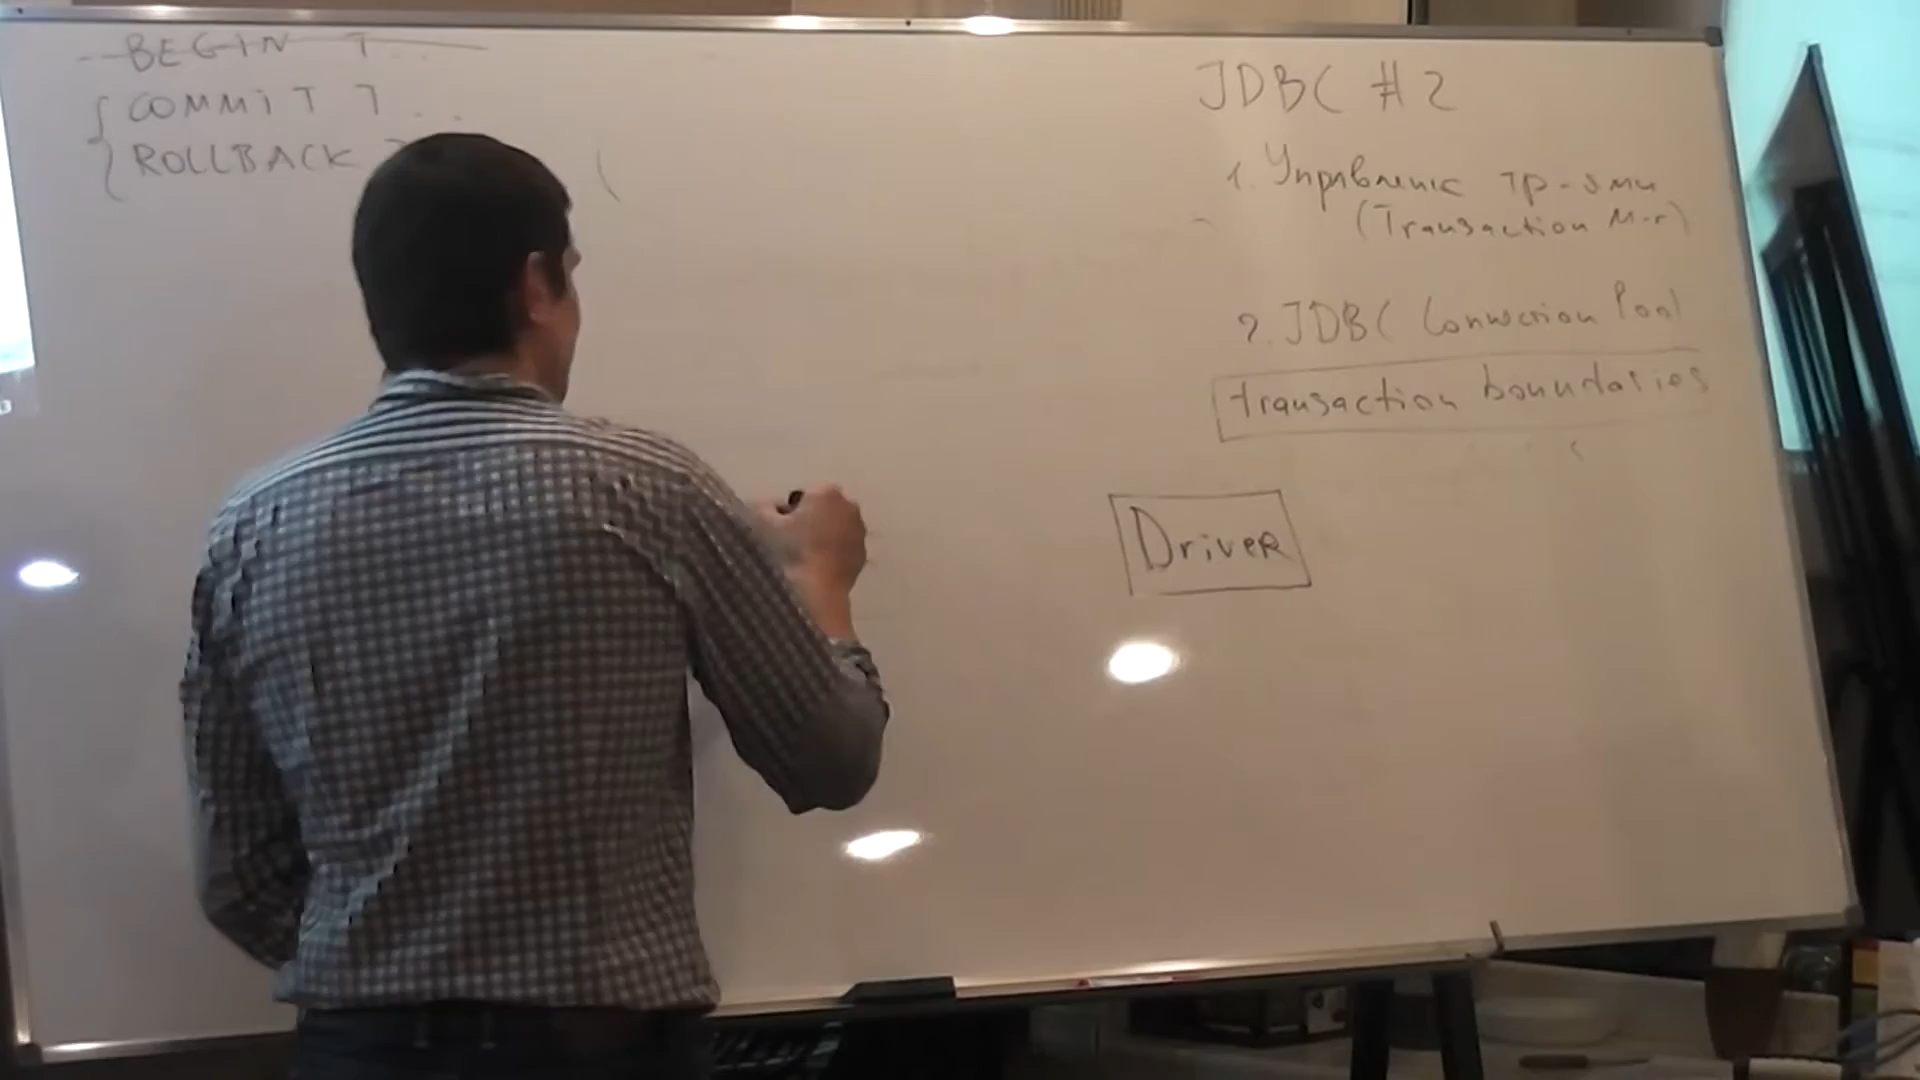 BEGIN T...
COMMIT T...
ROLLBACK
JDBC #2
1. Управление тр-ями
(Transaction M-r)
2. JDBC Connection Pool
transaction boundaries
Driver